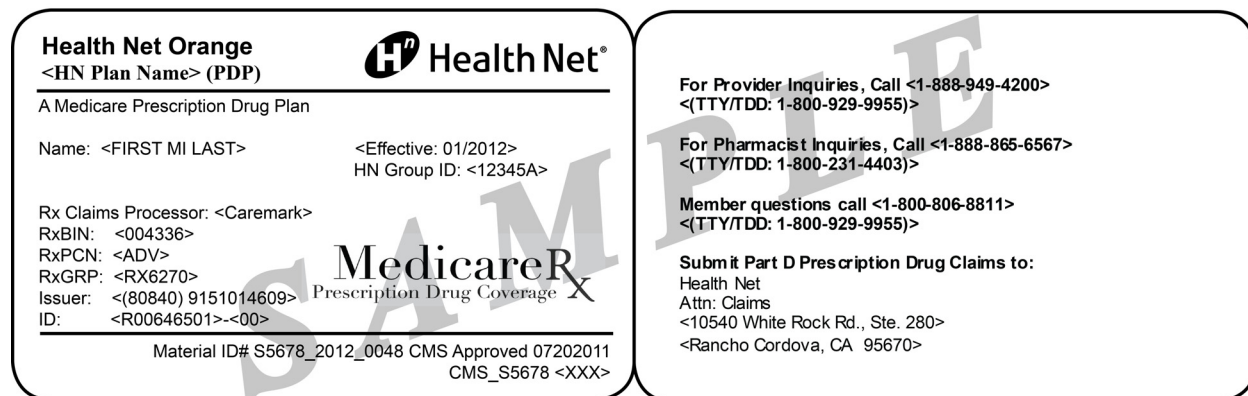 Health Net Orange
<HN Plan Name> (PDP)
Hn Health Net®
A Medicare Prescription Drug Plan
Name: <FIRST MI LAST>
<Effective: 01/2012>
HN Group ID: <12345A>
Rx Claims Processor: <Caremark>
RxBIN: <004336>
RxPCN: <ADV>
RxGRP: <RX6270>
Issuer: <(80840) 9151014609>
ID: <R00646501>-<00>
MedicareRx
Prescription Drug Coverage
Material ID# S5678_2012_0048 CMS Approved 07202011
CMS_S5678 <XXX>
For Provider Inquiries, Call <1-888-949-4200>
<(TTY/TDD: 1-800-929-9955)>
For Pharmacist Inquiries, Call <1-888-865-6567>
<(TTY/TDD: 1-800-231-4403)>
Member questions call <1-800-806-8811>
<(TTY/TDD: 1-800-929-9955)>
Submit Part D Prescription Drug Claims to:
Health Net
Attn: Claims
<10540 White Rock Rd., Ste. 280>
<Rancho Cordova, CA 95670>
SAMPLE